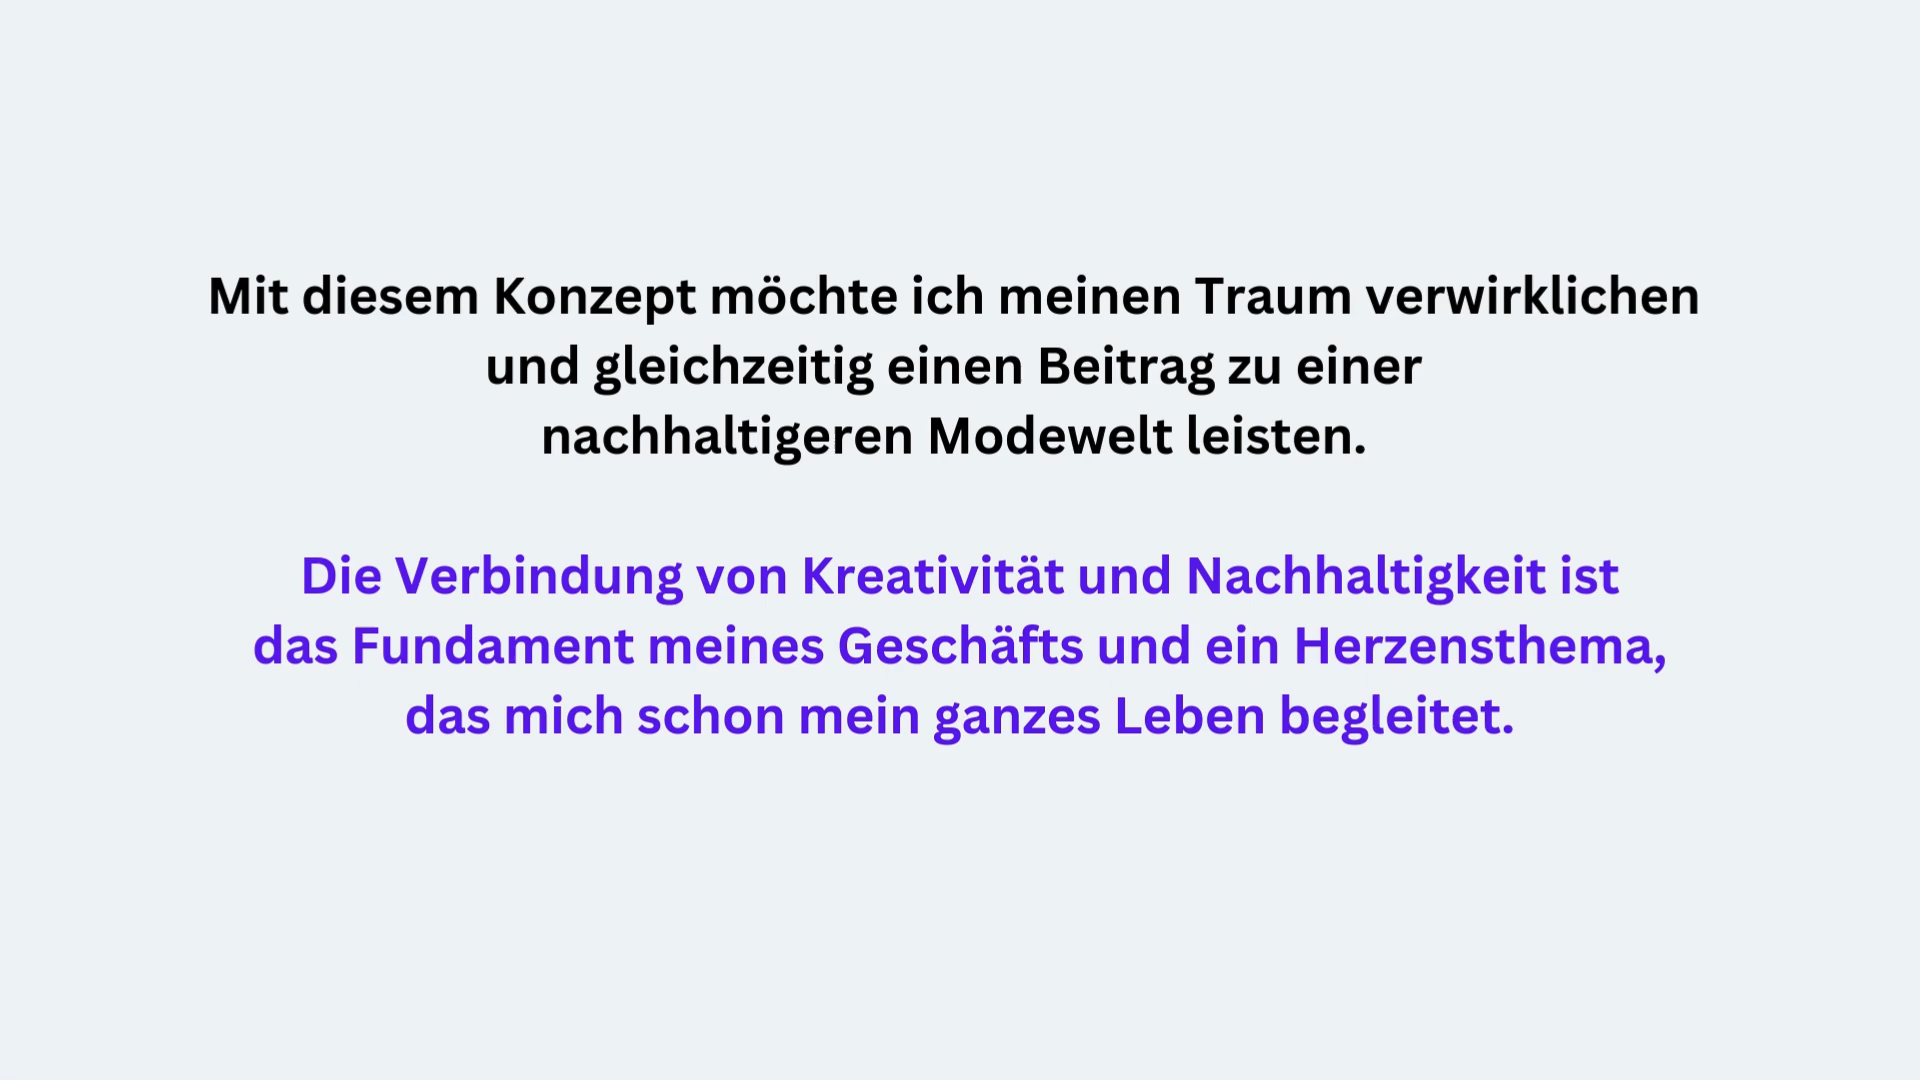 Mit diesem Konzept möchte ich meinen Traum verwirklichen
und gleichzeitig einen Beitrag zu einer
nachhaltigeren Modewelt leisten.
Die Verbindung von Kreativität und Nachhaltigkeit ist
das Fundament meines Geschäfts und ein Herzensthema,
das mich schon mein ganzes Leben begleitet.